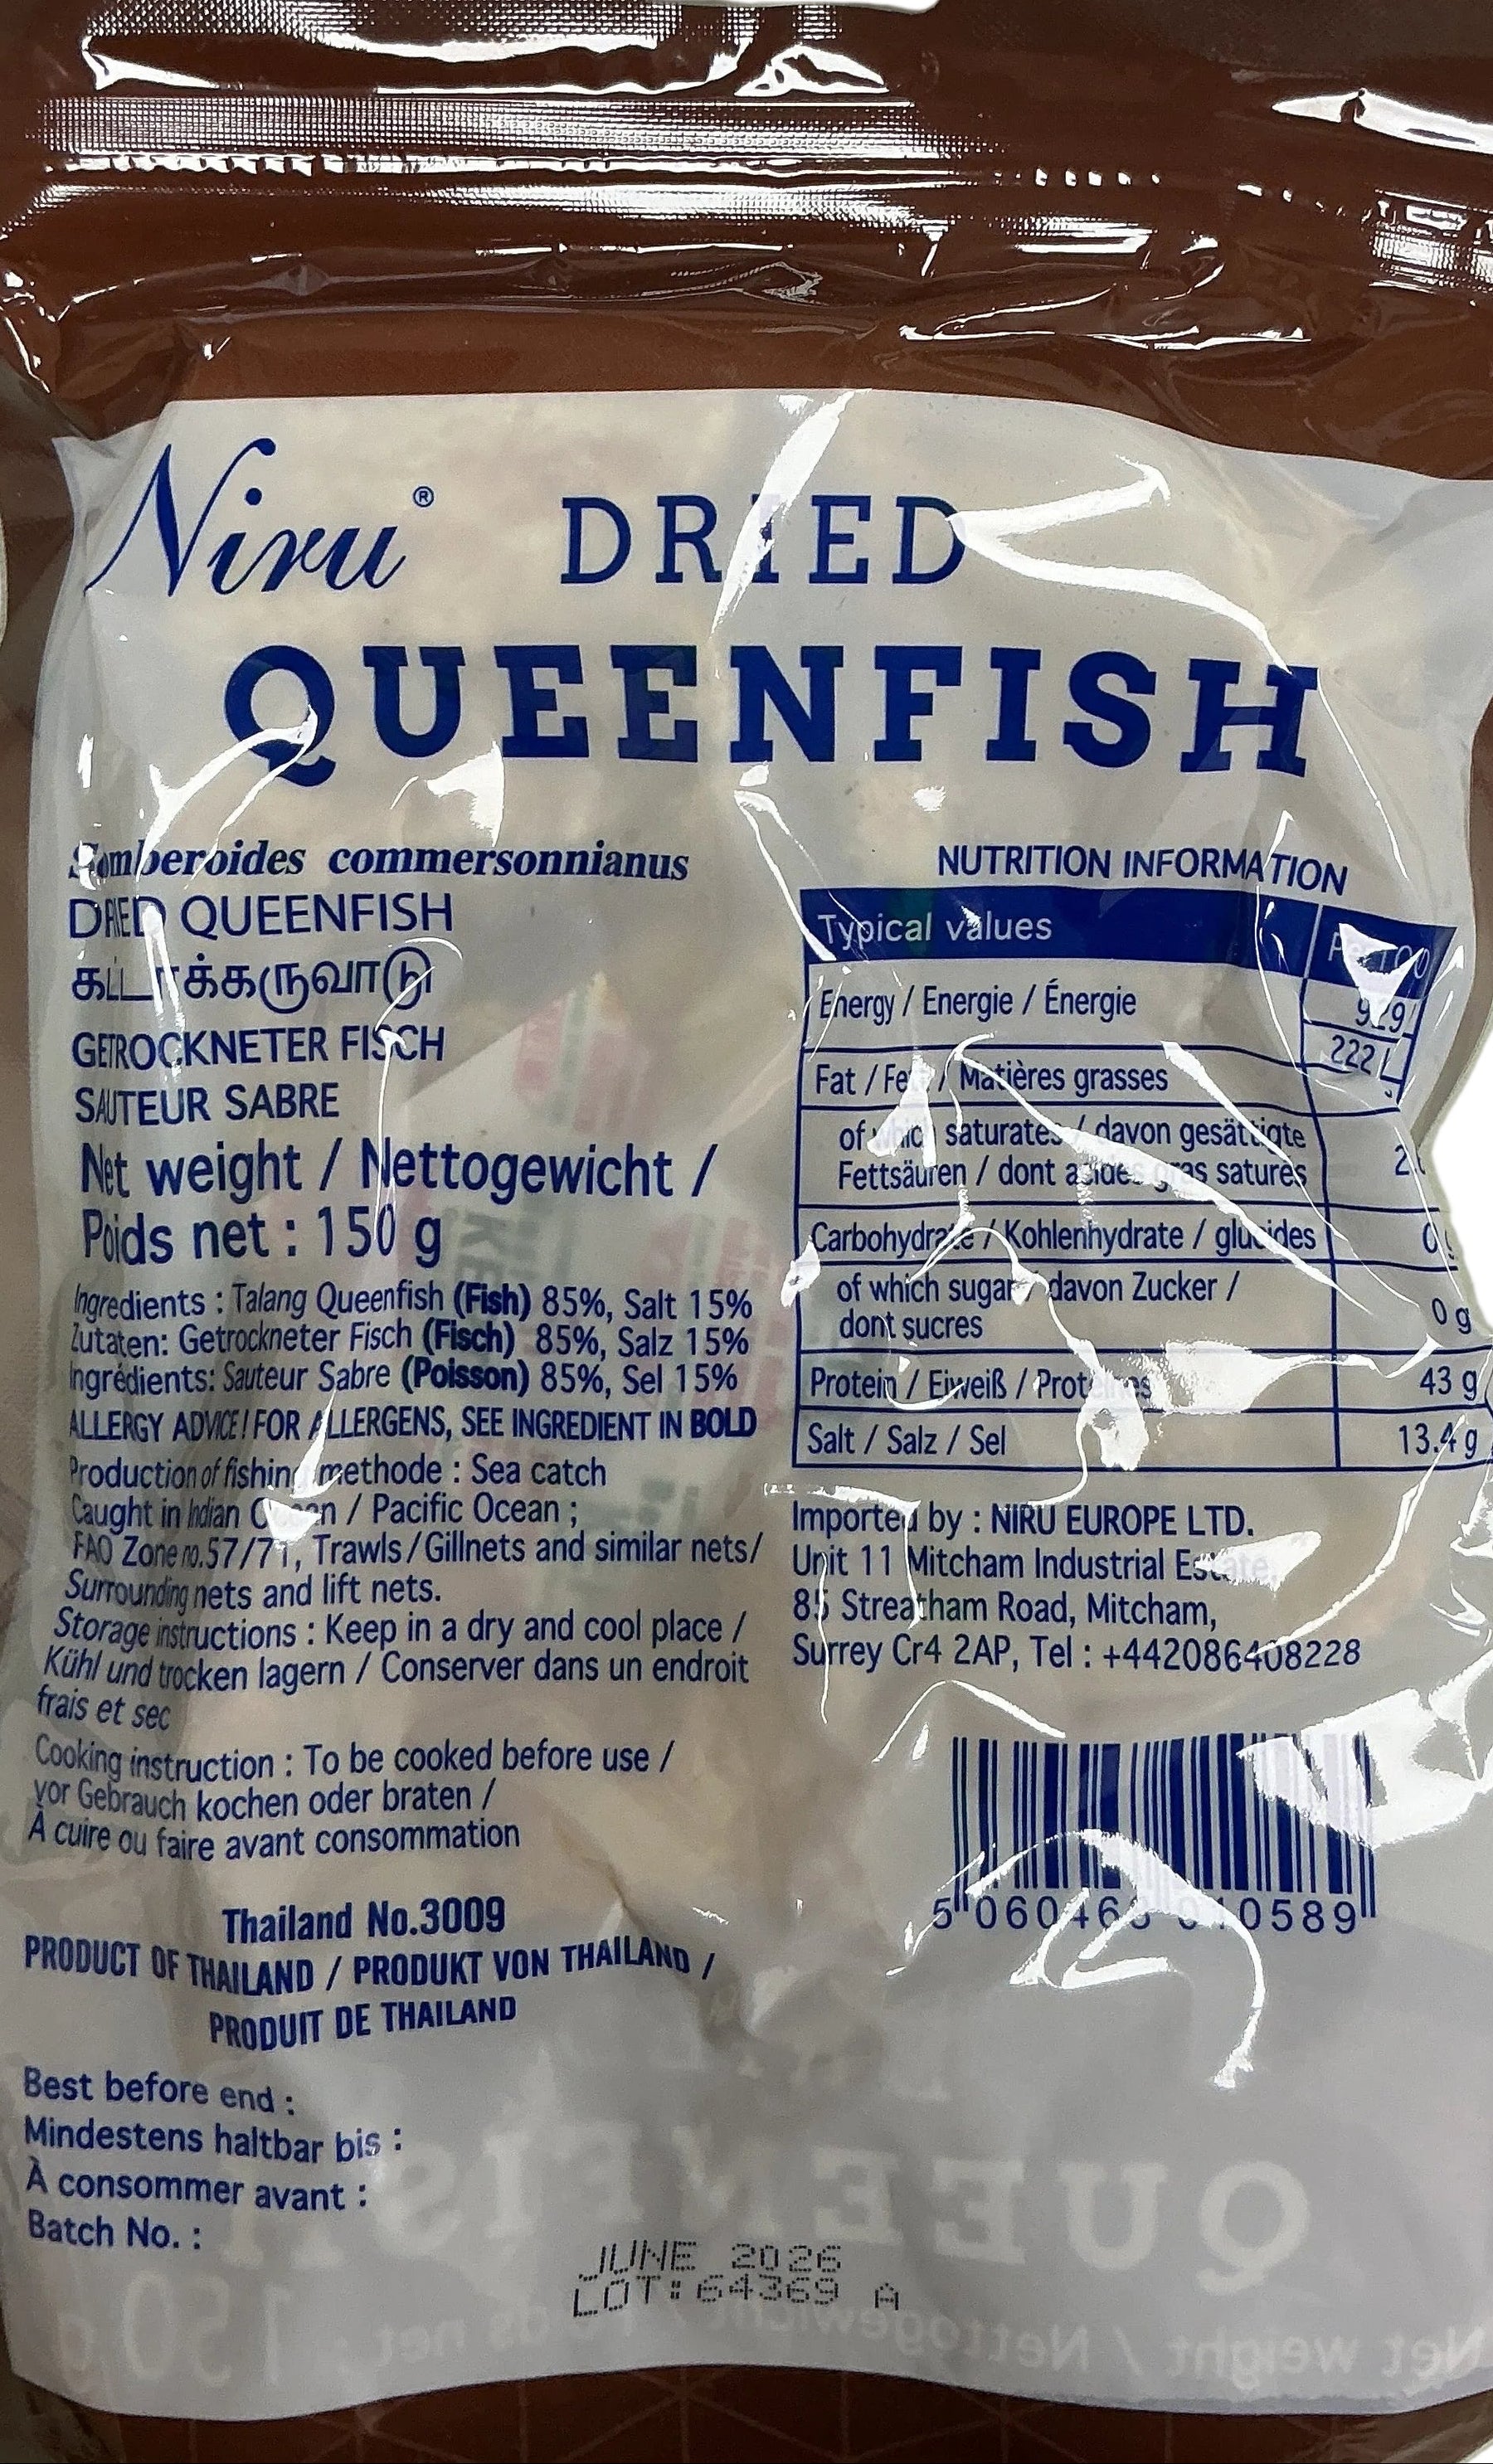 Niru® DRIED
QUEENFISH
commersonnianus
DRIED QUEENFISH
GETROCKNETER FISCH
SAUTEUR SABRE
Net weight / Nettogewicht /
Poids net : 150 g
Ingredients : Talang Queenfish (Fish) 85%, Salt 15%
Zutaten: Getrockneter Fisch (Fisch) 85%, Salz 15%
Ingrédients: Sauteur Sabre (Poisson) 85%, Sel 15%
ALLERGY ADVICE! FOR ALLERGENS, SEE INGREDIENT IN BOLD
Production of fishing methode : Sea catch
Caught in Indian Ocean / Pacific Ocean ;
FAO Zone no.57/71, Trawls/Gillnets and similar nets/
Surrounding nets and lift nets.
Storage instructions : Keep in a dry and cool place /
Kühl und trocken lagern / Conserver dans un endroit
frais et sec
Cooking instruction : To be cooked before use /
vor Gebrauch kochen oder braten /
À cuire ou faire avant consommation
Thailand No.3009
PRODUCT OF THAILAND / PRODUKT VON THAILAND /
PRODUIT DE THAILAND
Best before end :
Mindestens haltbar bis :
À consommer avant :
Batch No. :
JUNE 2026
LOT:64369 A
NUTRITION INFORMATION
Typical values
Energy / Energie / Énergie
222
Fat / / Matières grasses
of which saturates / davon gesättigte
Fettsäuren / dont acides gras saturés
Carbohydrate / Kohlenhydrate / glucides
of which sugar / davon Zucker /
dont sucres 0 g
Protein / Eiweiß / Protéines 43 g
Salt / Salz / Sel 13.4 g
Imported by : NIRU EUROPE LTD.
Unit 11 Mitcham Industrial Estate,
85 Streatham Road, Mitcham,
Surrey Cr4 2AP, Tel : +442086408228